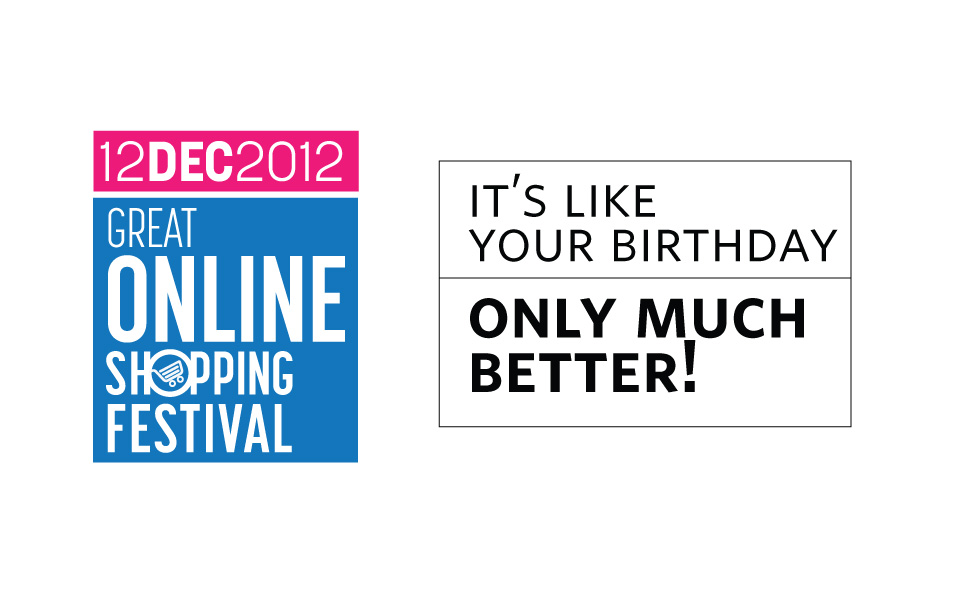 12DEC2012
GREAT
ONLINE
SHOPPING
FESTIVAL
IT'S LIKE
YOUR BIRTHDAY
ONLY MUCH
BETTER!